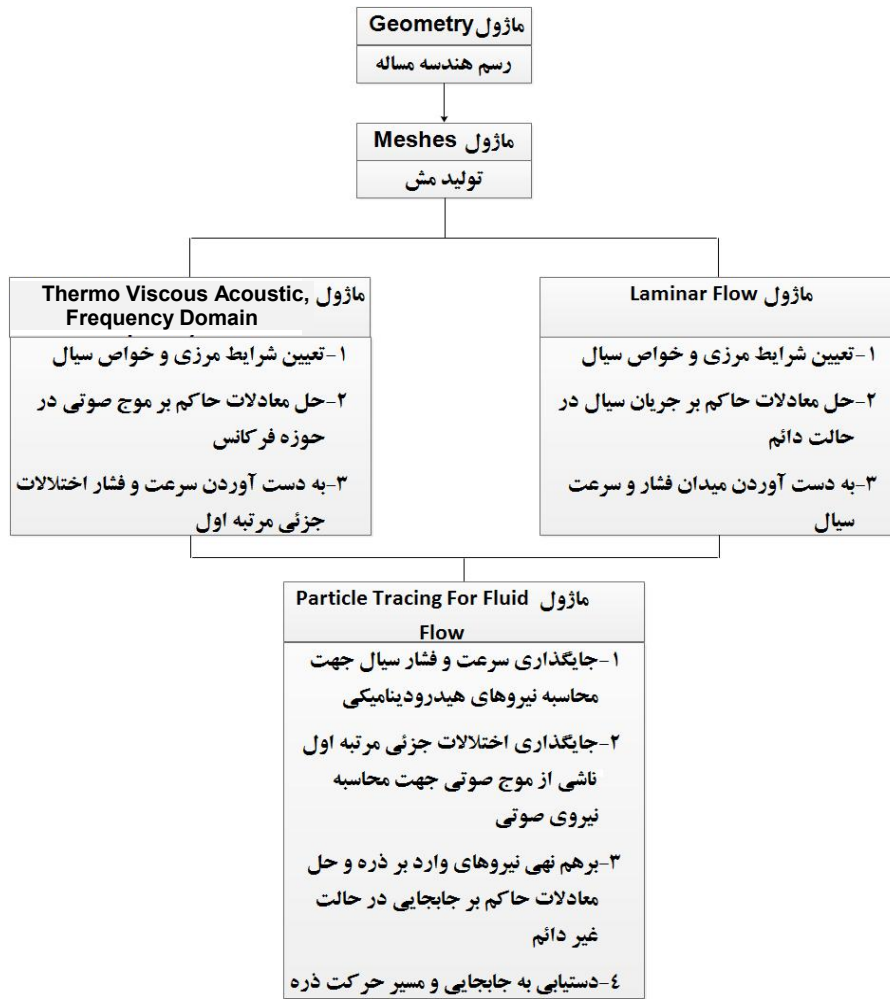 ماژول Geometry
رسم هندسه مساله
ماژول Meshes
تولید مش
ماژول Thermo Viscous Acoustic,
Frequency Domain
۱-تعیین شرایط مرزی و خواص سیال
۲-حل معادلات حاکم بر موج صوتی در
حوزه فرکانس
۳-به دست آوردن سرعت و فشار اختلالات
جزئی مرتبه اول
ماژول Laminar Flow
۱-تعیین شرایط مرزی و خواص سیال
۲-حل معادلات حاکم بر جریان سیال در
حالت دائم
۳-به دست آوردن میدان فشار و سرعت
سیال
ماژول Particle Tracing For Fluid
Flow
۱-جایگذاری سرعت و فشار سیال جهت
محاسبه نیروهای هیدرودینامیکی
۲-جایگذاری اختلالات جزئی مرتبه اول
ناشی از موج صوتی جهت محاسبه
نیروی صوتی
۳-برهم نهی نیروهای وارد بر ذره و حل
معادلات حاکم بر جابجایی در حالت
غیر دائم
٤-دستیابی به جابجایی و مسیر حرکت ذره